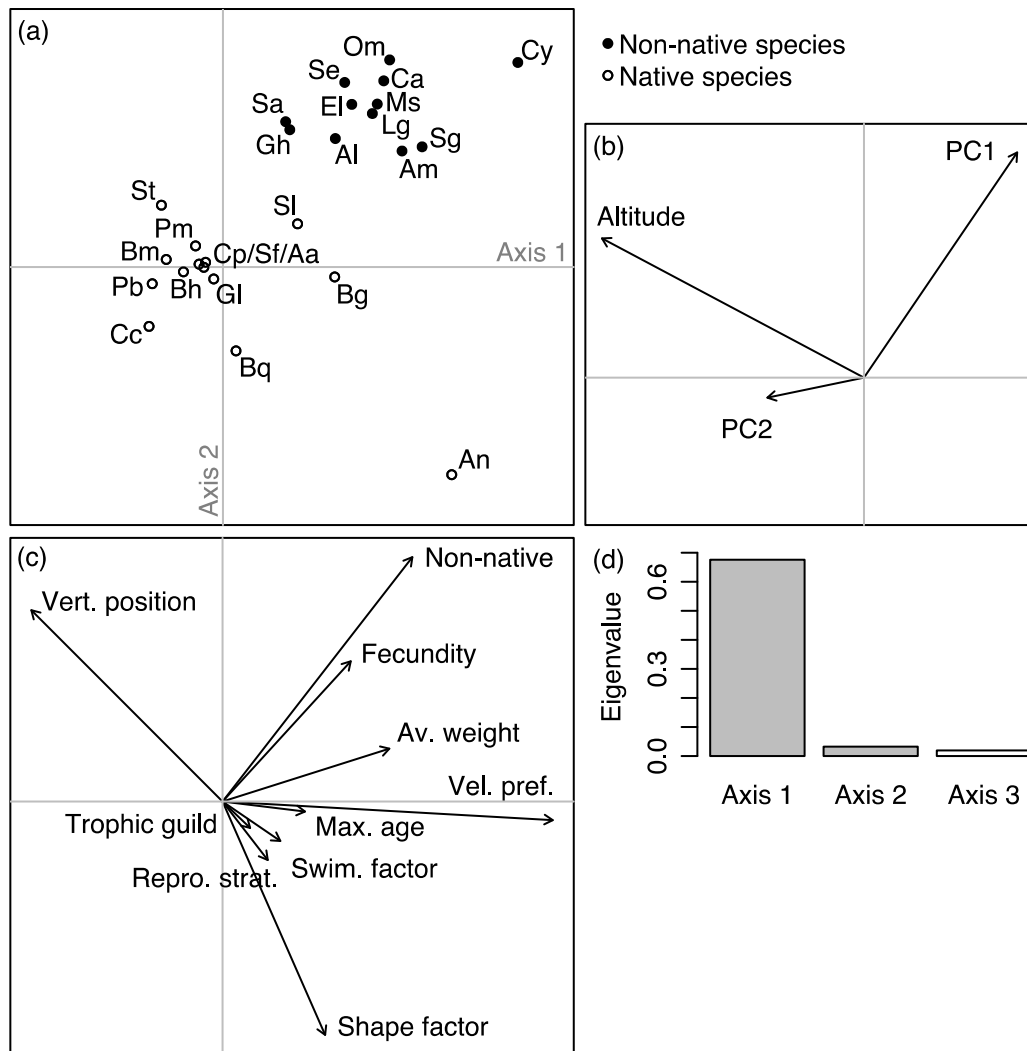 (a)
Om
Cy
Se
Ca
El
Ms
Sa
Lg
Gh
Al
Sg
Am
St
Sl
Pm
Bm
Cp/Sf/Aa
Axis 1
Pb
Bh
Gl
Bg
Cc
Bq
Axis 2
An
Non-native species
Native species
(b)
PC1
Altitude
PC2
(c)
Non-native
Vert. position
Fecundity
Av. weight
Vel. pref.
Trophic guild
Max. age
Swim. factor
Repro. strat.
Shape factor
(d)
Eigenvalue
0.6
0.3
0.0
Axis 1 Axis 2 Axis 3